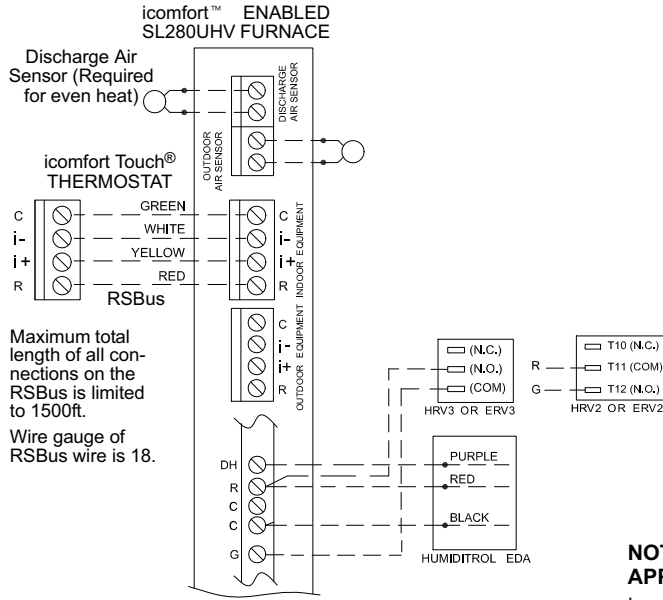 icomfort™ ENABLED
SL280UHV FURNACE
Discharge Air
Sensor (Required
for even heat)
DISCHARGE
AIR SENSOR
OUTDOOR
AIR SENSOR
icomfort Touch®
THERMOSTAT
C
i-
i+
R
GREEN
WHITE
YELLOW
RED
RSBus
C
i-
i+
R
INDOOR EQUIPMENT
C
i-
i+
R
OUTDOOR EQUIPMENT
Maximum total
length of all con-
nections on the
RSBus is limited
to 1500ft.
Wire gauge of
RSBus wire is 18.
(N.C.)
(N.O.)
(COM)
HRV3 OR ERV3
R
G
T10 (N.C.)
T11 (COM)
T12 (N.O.)
HRV2 OR ERV2
DH
R
C
C
G
PURPLE
RED
BLACK
HUMIDITROL EDA
NOT
APP